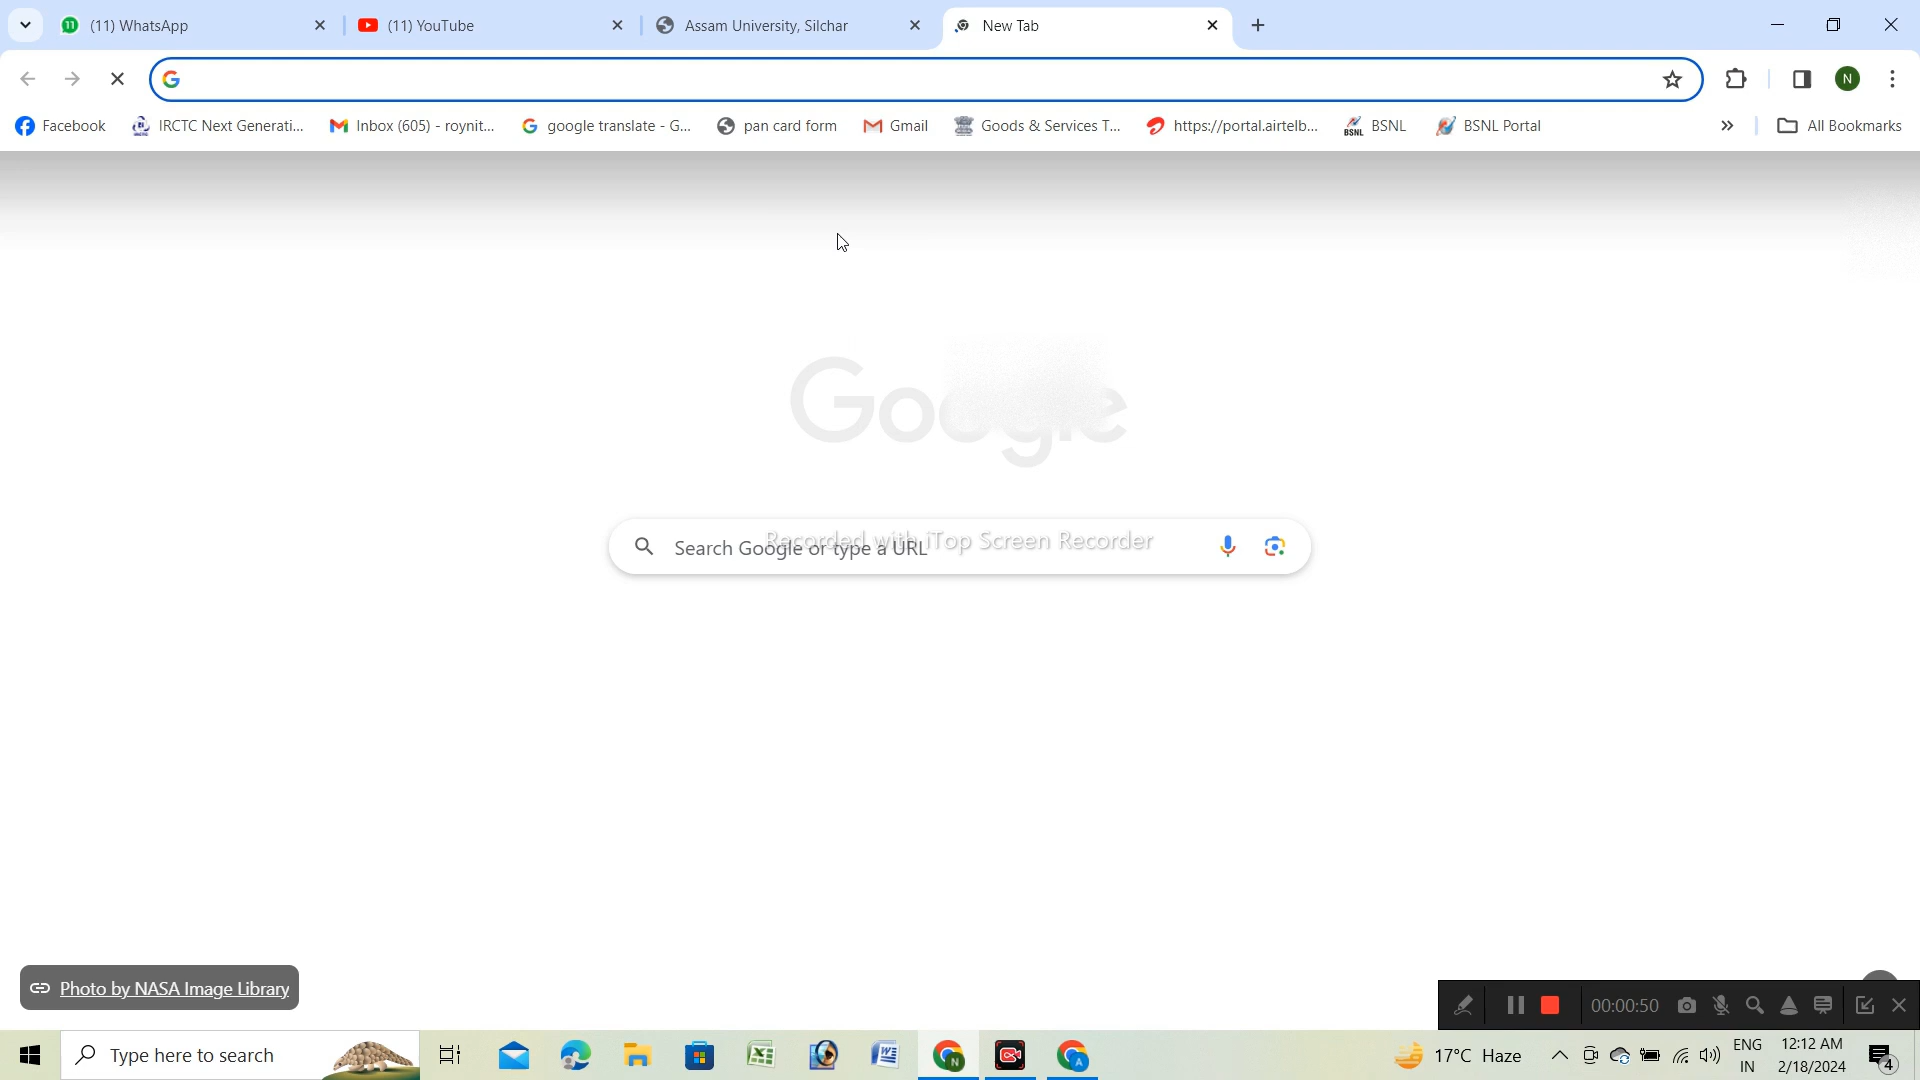 11 (11) WhatsApp
(11) YouTube
Assam University, Silchar
New Tab
N
Facebook
IRCTC Next Generati...
Inbox (605) - roynit...
google translate - G...
pan card form
Gmail
Goods & Services T...
https://portal.airtelb...
BSNL
BSNL
BSNL Portal
All Bookmarks
Google
Search Google or type a URL
Recorded with iTop Screen Recorder
Photo by NASA Image Library
00:00:50
Type here to search
N
A
17°C Haze
ENG
IN
12:12 AM
2/18/2024
4